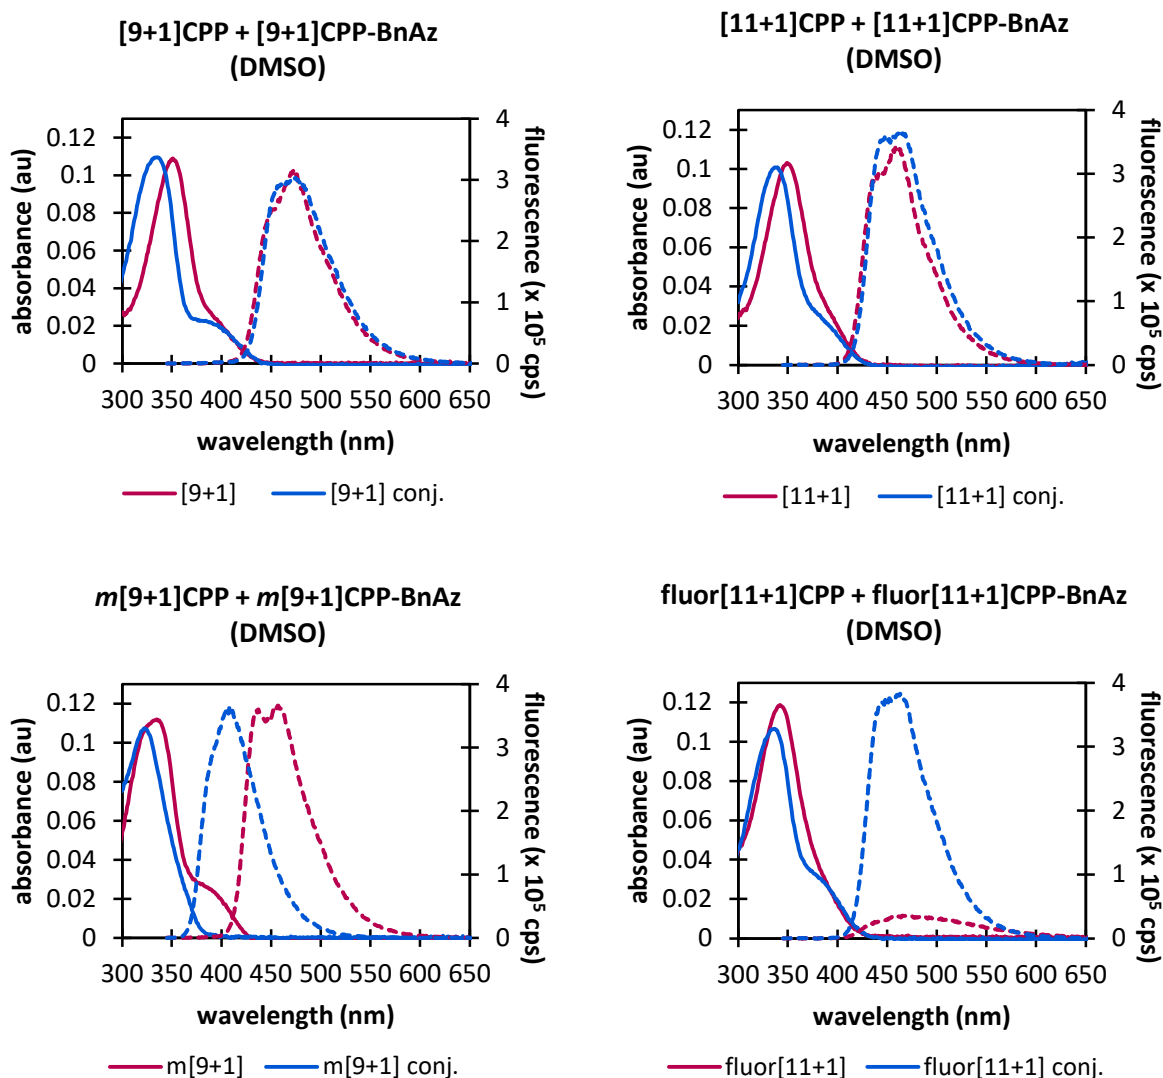 [9+1]CPP + [9+1]CPP-BnAz
(DMSO)
absorbance (au)
0.12
0.1
0.08
0.06
0.04
0.02
0
4
3
2
1
0
fluorescence (x 10⁵ cps)
300 350 400 450 500 550 600 650
wavelength (nm)
[9+1] [9+1] conj.
[11+1]CPP + [11+1]CPP-BnAz
(DMSO)
absorbance (au)
0.12
0.1
0.08
0.06
0.04
0.02
0
4
3
2
1
0
fluorescence (x 10⁵ cps)
300 350 400 450 500 550 600 650
wavelength (nm)
[11+1] [11+1] conj.
m[9+1]CPP + m[9+1]CPP-BnAz
(DMSO)
absorbance (au)
0.12
0.1
0.08
0.06
0.04
0.02
0
4
3
2
1
0
fluorescence (x 10⁵ cps)
300 350 400 450 500 550 600 650
wavelength (nm)
m[9+1] m[9+1] conj.
fluor[11+1]CPP + fluor[11+1]CPP-BnAz
(DMSO)
absorbance (au)
0.12
0.1
0.08
0.06
0.04
0.02
0
4
3
2
1
0
fluorescence (x 10⁵ cps)
300 350 400 450 500 550 600 650
wavelength (nm)
fluor[11+1] fluor[11+1] conj.